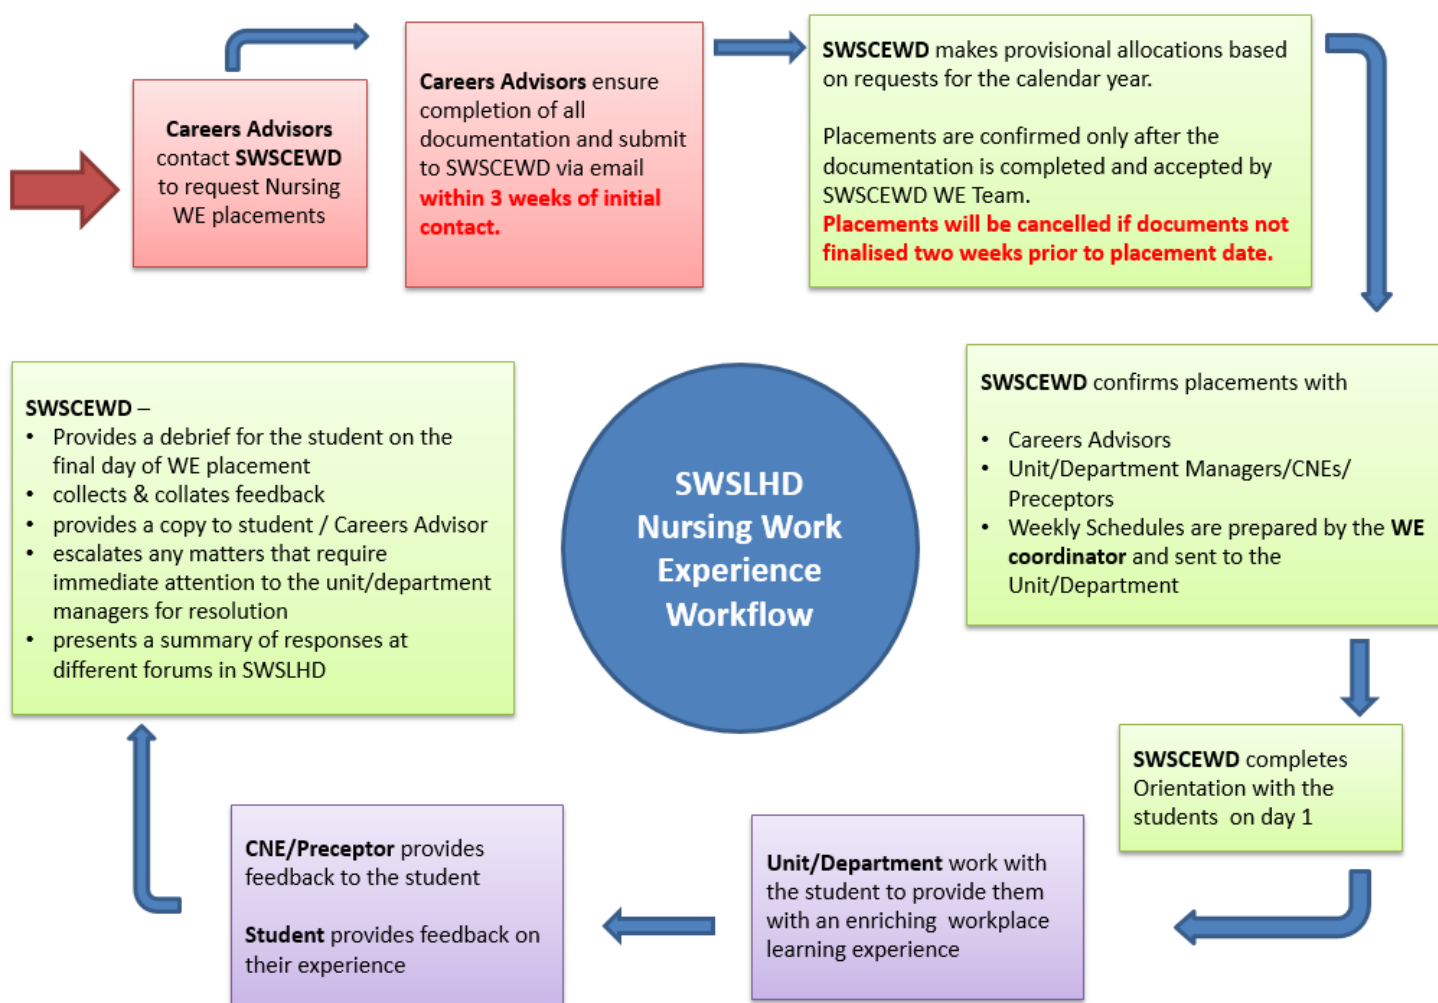 Careers Advisors
contact SWSCEWD
to request Nursing
WE placements
Careers Advisors ensure
completion of all
documentation and submit
to SWSCEWD via email
within 3 weeks of initial
contact.
SWSCEWD makes provisional allocations based
on requests for the calendar year.
Placements are confirmed only after the
documentation is completed and accepted by
SWSCEWD WE Team.
Placements will be cancelled if documents not
finalised two weeks prior to placement date.
SWSCEWD confirms placements with
• Careers Advisors
• Unit/Department Managers/CNEs/
Preceptors
• Weekly Schedules are prepared by the WE
coordinator and sent to the
Unit/Department
SWSCEWD completes
Orientation with the
students on day 1
Unit/Department work with
the student to provide them
with an enriching workplace
learning experience
CNE/Preceptor provides
feedback to the student
Student provides feedback on
their experience
SWSCEWD –
• Provides a debrief for the student on the
final day of WE placement
• collects & collates feedback
• provides a copy to student / Careers Advisor
• escalates any matters that require
immediate attention to the unit/department
managers for resolution
• presents a summary of responses at
different forums in SWSLHD
SWSLHD
Nursing Work
Experience
Workflow